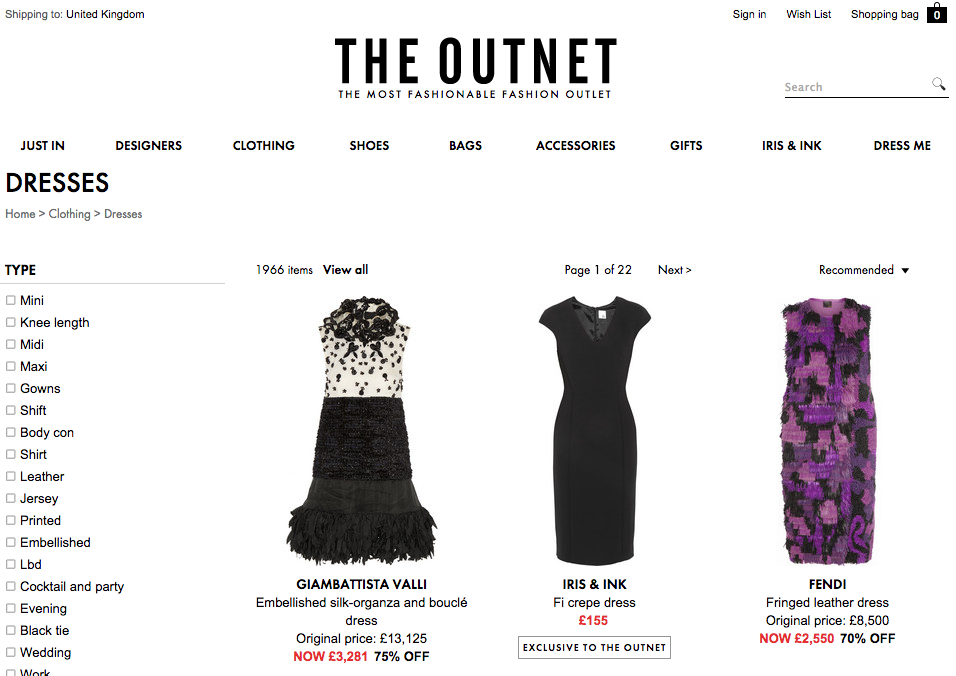 Shipping to: United Kingdom
Sign in Wish List Shopping bag 0
THE OUTNET
THE MOST FASHIONABLE FASHION OUTLET
Search
JUST IN DESIGNERS CLOTHING SHOES BAGS ACCESSORIES GIFTS IRIS & INK DRESS ME
DRESSES
Home > Clothing > Dresses
TYPE
Mini
Knee length
Midi
Maxi
Gowns
Shift
Body con
Shirt
Leather
Jersey
Printed
Embellished
Lbd
Cocktail and party
Evening
Black tie
Wedding
Work
1966 items View all Page 1 of 22 Next > Recommended
GIAMBATTISTA VALLI
Embellished silk-organza and bouclé
dress
Original price: £13,125
NOW £3,281 75% OFF
IRIS & INK
Fi crepe dress
£155
EXCLUSIVE TO THE OUTNET
FENDI
Fringed leather dress
Original price: £8,500
NOW £2,550 70% OFF